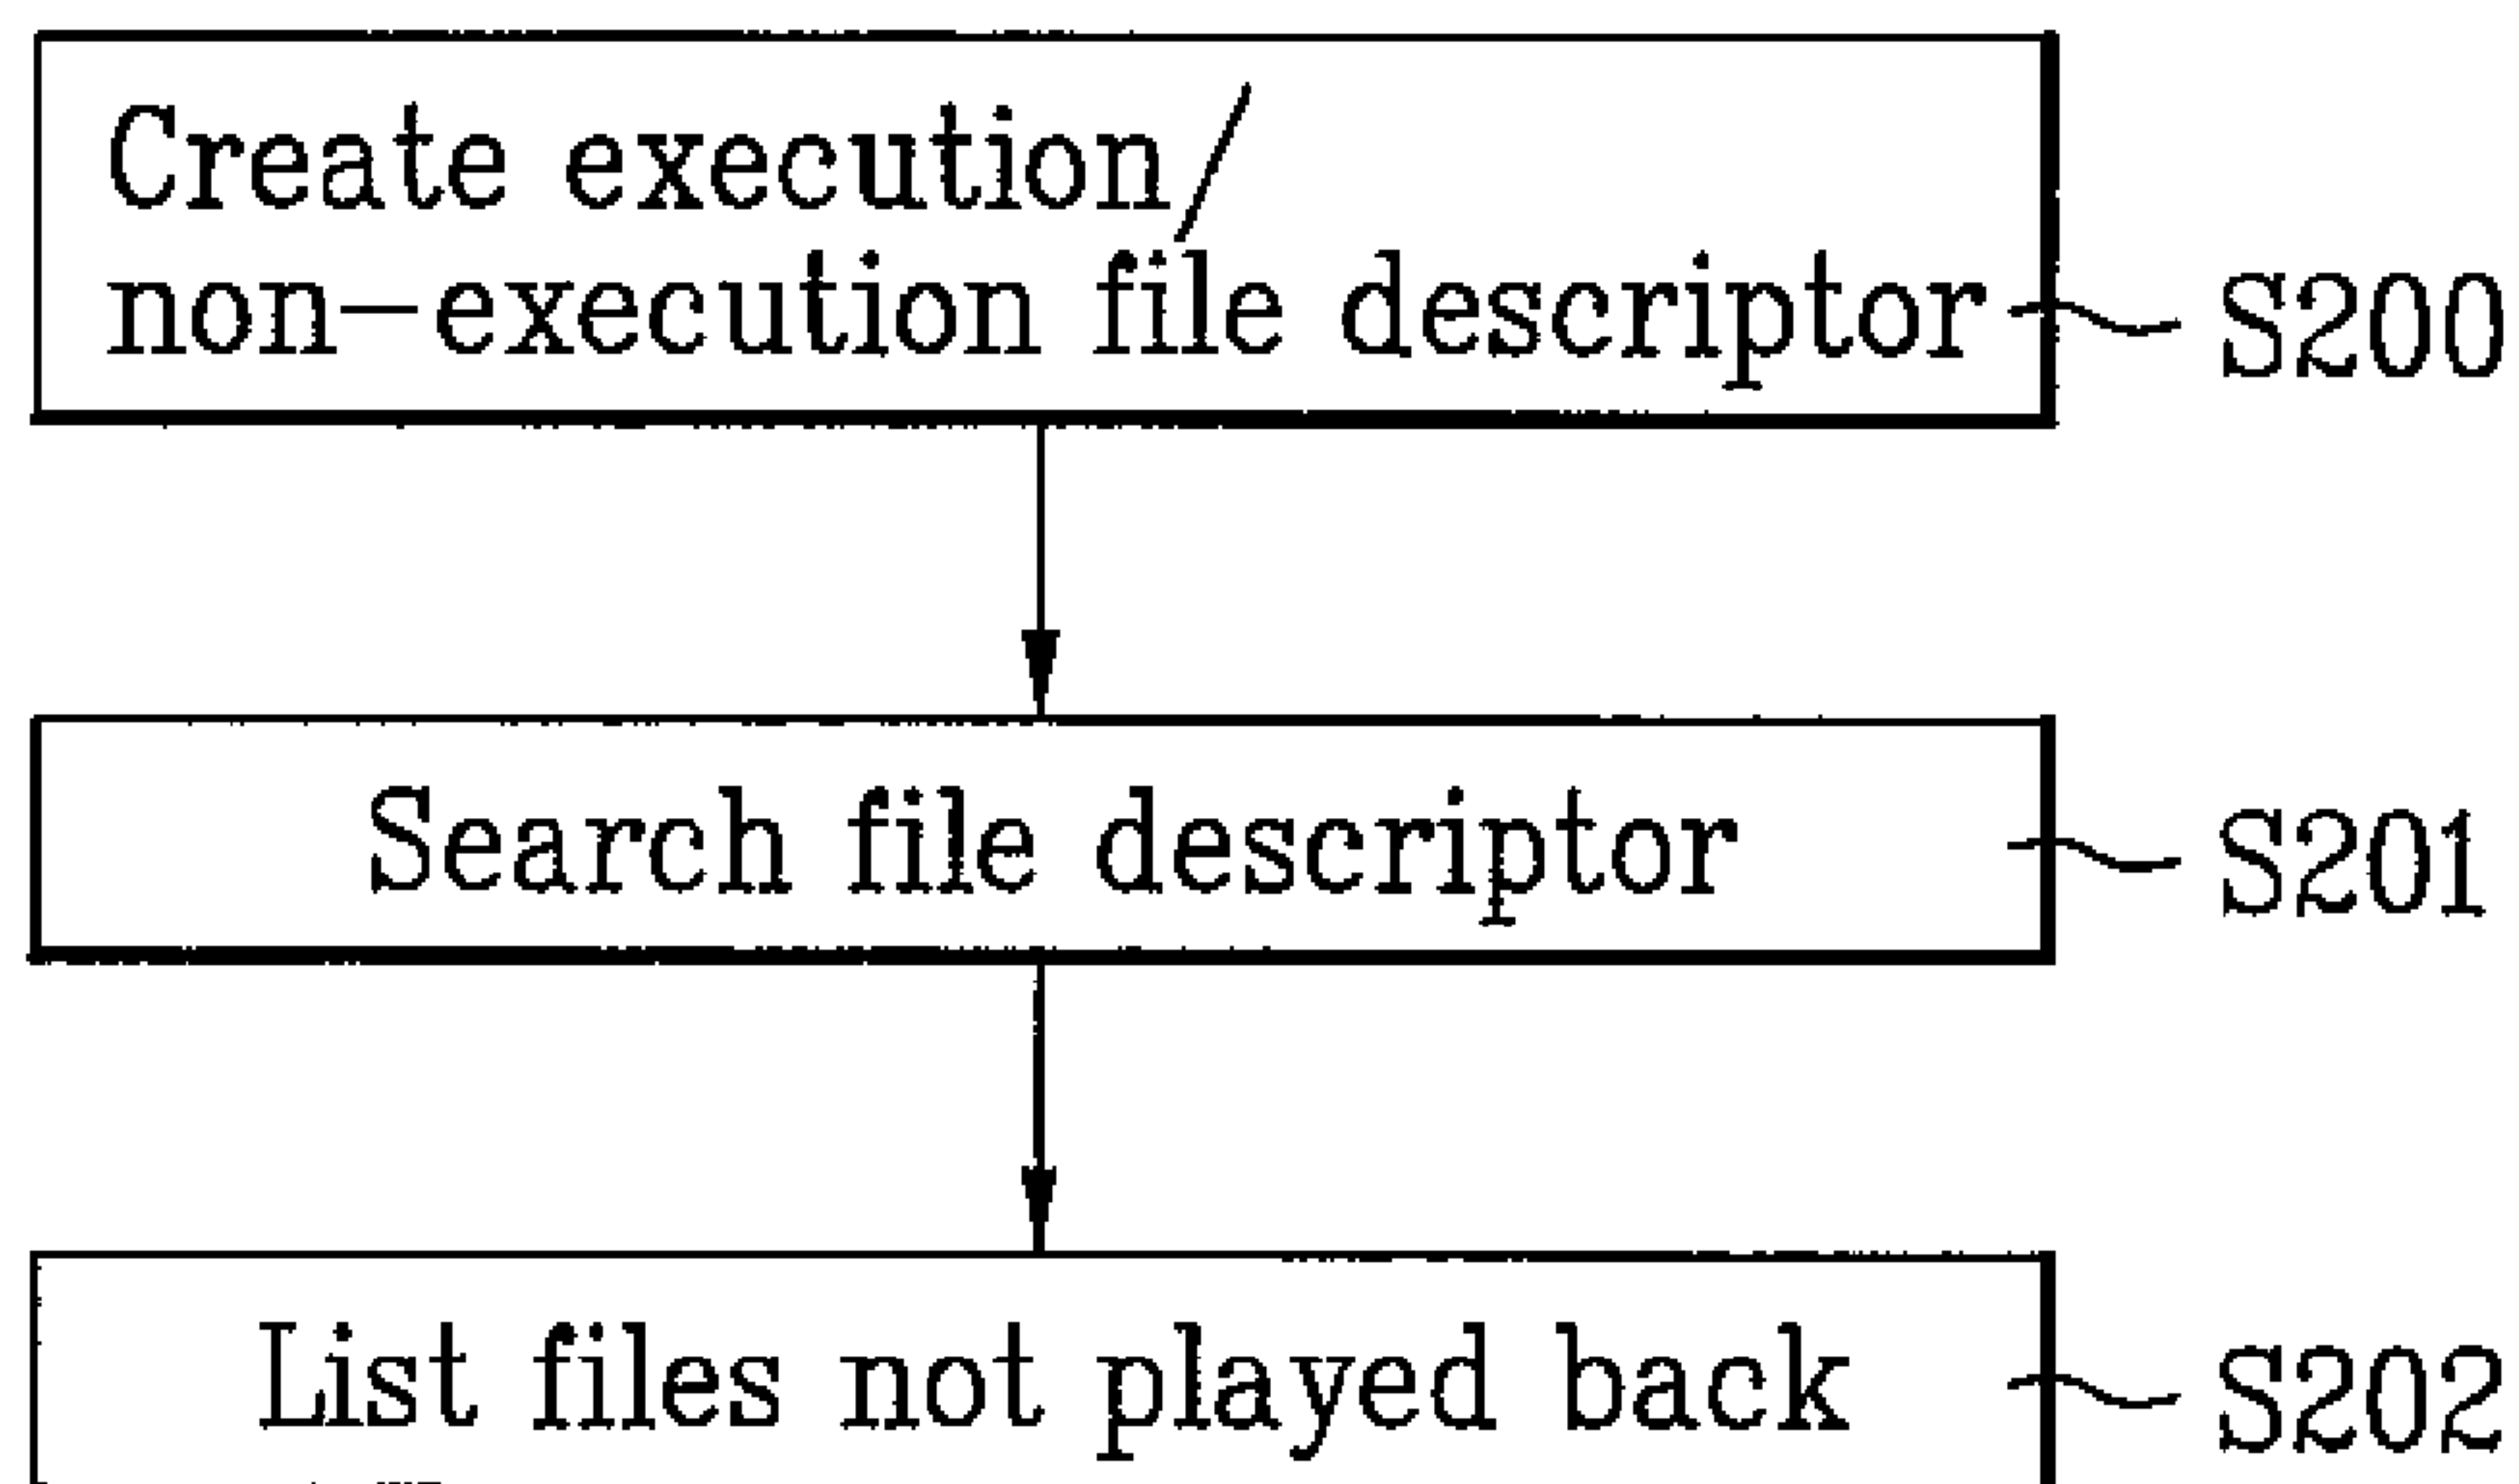 Create execution/
non-execution file descriptor
S200
Search file descriptor
S201
List files not played back
S202